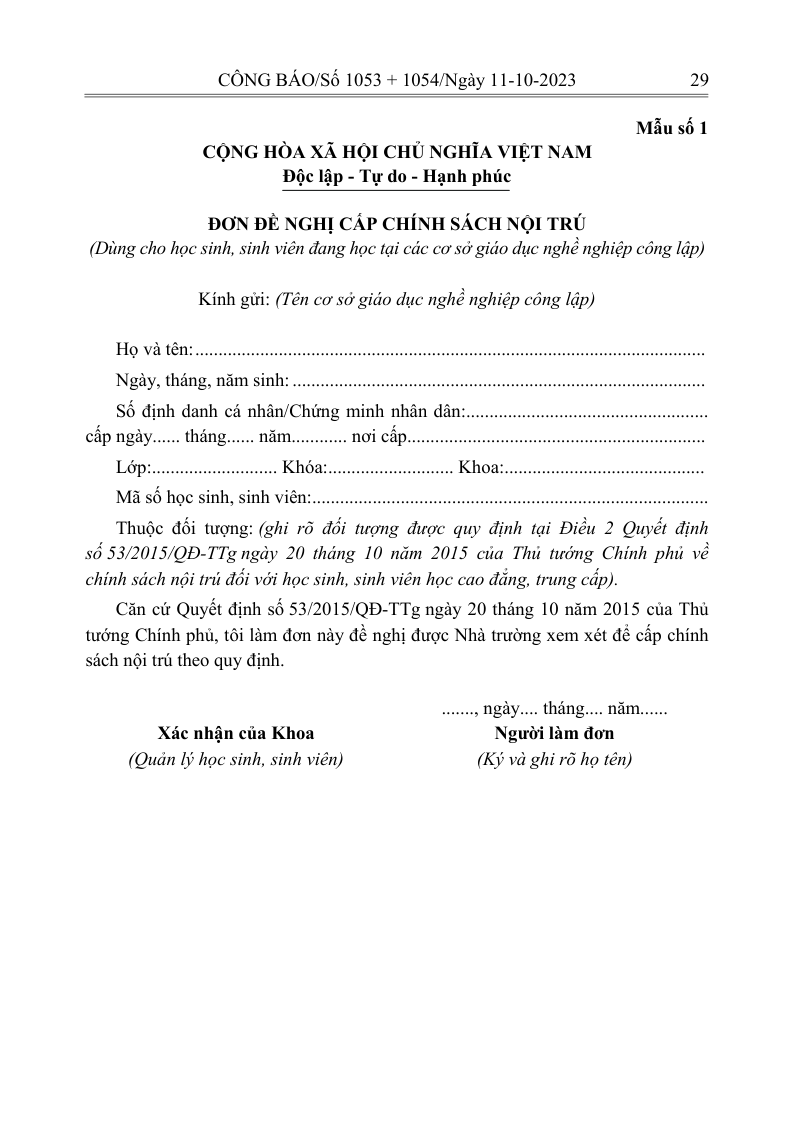 CÔNG BÁO/Số 1053 + 1054/Ngày 11-10-2023 29
Mẫu số 1
CỘNG HÒA XÃ HỘI CHỦ NGHĨA VIỆT NAM
Độc lập - Tự do - Hạnh phúc
ĐƠN ĐỀ NGHỊ CẤP CHÍNH SÁCH NỘI TRÚ
(Dùng cho học sinh, sinh viên đang học tại các cơ sở giáo dục nghề nghiệp công lập)
Kính gửi: (Tên cơ sở giáo dục nghề nghiệp công lập)
Họ và tên:..............................................................................................................
Ngày, tháng, năm sinh: .........................................................................................
Số định danh cá nhân/Chứng minh nhân dân:....................................................
cấp ngày...... tháng...... năm............ nơi cấp................................................................
Lớp:........................... Khóa:........................... Khoa:...........................................
Mã số học sinh, sinh viên:.....................................................................................
Thuộc đối tượng: (ghi rõ đối tượng được quy định tại Điều 2 Quyết định
số 53/2015/QĐ-TTg ngày 20 tháng 10 năm 2015 của Thủ tướng Chính phủ về
chính sách nội trú đối với học sinh, sinh viên học cao đẳng, trung cấp).
Căn cứ Quyết định số 53/2015/QĐ-TTg ngày 20 tháng 10 năm 2015 của Thủ
tướng Chính phủ, tôi làm đơn này đề nghị được Nhà trường xem xét để cấp chính
sách nội trú theo quy định.
......., ngày.... tháng.... năm......
Xác nhận của Khoa Người làm đơn
(Quản lý học sinh, sinh viên) (Ký và ghi rõ họ tên)